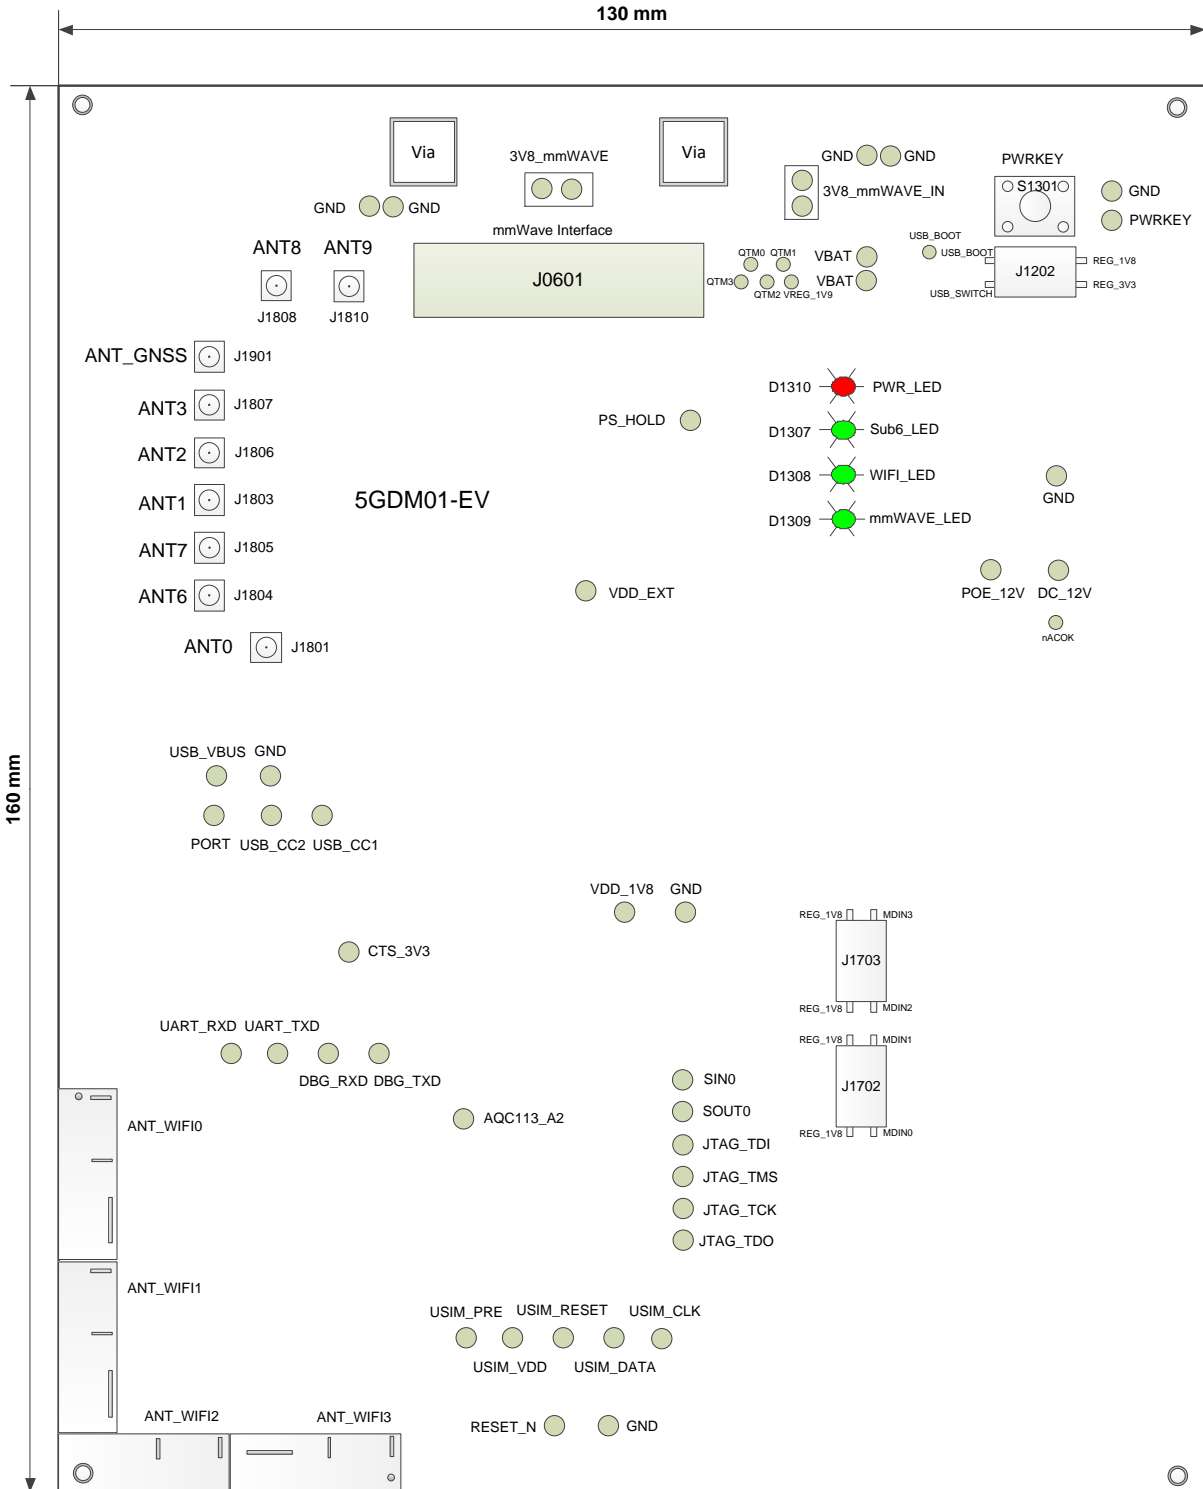 130 mm
160 mm
Via
3V8_mmWAVE
Via
GND
GND
PWRKEY
3V8_mmWAVE_IN
S1301
GND
PWRKEY
GND
GND
mmWave Interface
J0601
ANT8
ANT9
J1808
J1810
QTM0
QTM1
QTM3
QTM2
VREG_1V9
VBAT
VBAT
USB_BOOT
USB_BOOT
USB_SWITCH
J1202
REG_1V8
REG_3V3
ANT_GNSS
J1901
ANT3
J1807
ANT2
J1806
ANT1
J1803
ANT7
J1805
ANT6
J1804
ANT0
J1801
5GDM01-EV
PS_HOLD
D1310
PWR_LED
D1307
Sub6_LED
D1308
WIFI_LED
D1309
mmWAVE_LED
GND
VDD_EXT
POE_12V
DC_12V
nACOK
USB_VBUS
GND
PORT
USB_CC2
USB_CC1
VDD_1V8
GND
CTS_3V3
REG_1V8
MDIN3
J1703
REG_1V8
MDIN2
UART_RXD
UART_TXD
DBG_RXD
DBG_TXD
REG_1V8
MDIN1
J1702
REG_1V8
MDIN0
AQC113_A2
SIN0
SOUT0
JTAG_TDI
JTAG_TMS
JTAG_TCK
JTAG_TDO
ANT_WIFI0
ANT_WIFI1
USIM_PRE
USIM_RESET
USIM_CLK
USIM_VDD
USIM_DATA
ANT_WIFI2
ANT_WIFI3
RESET_N
GND